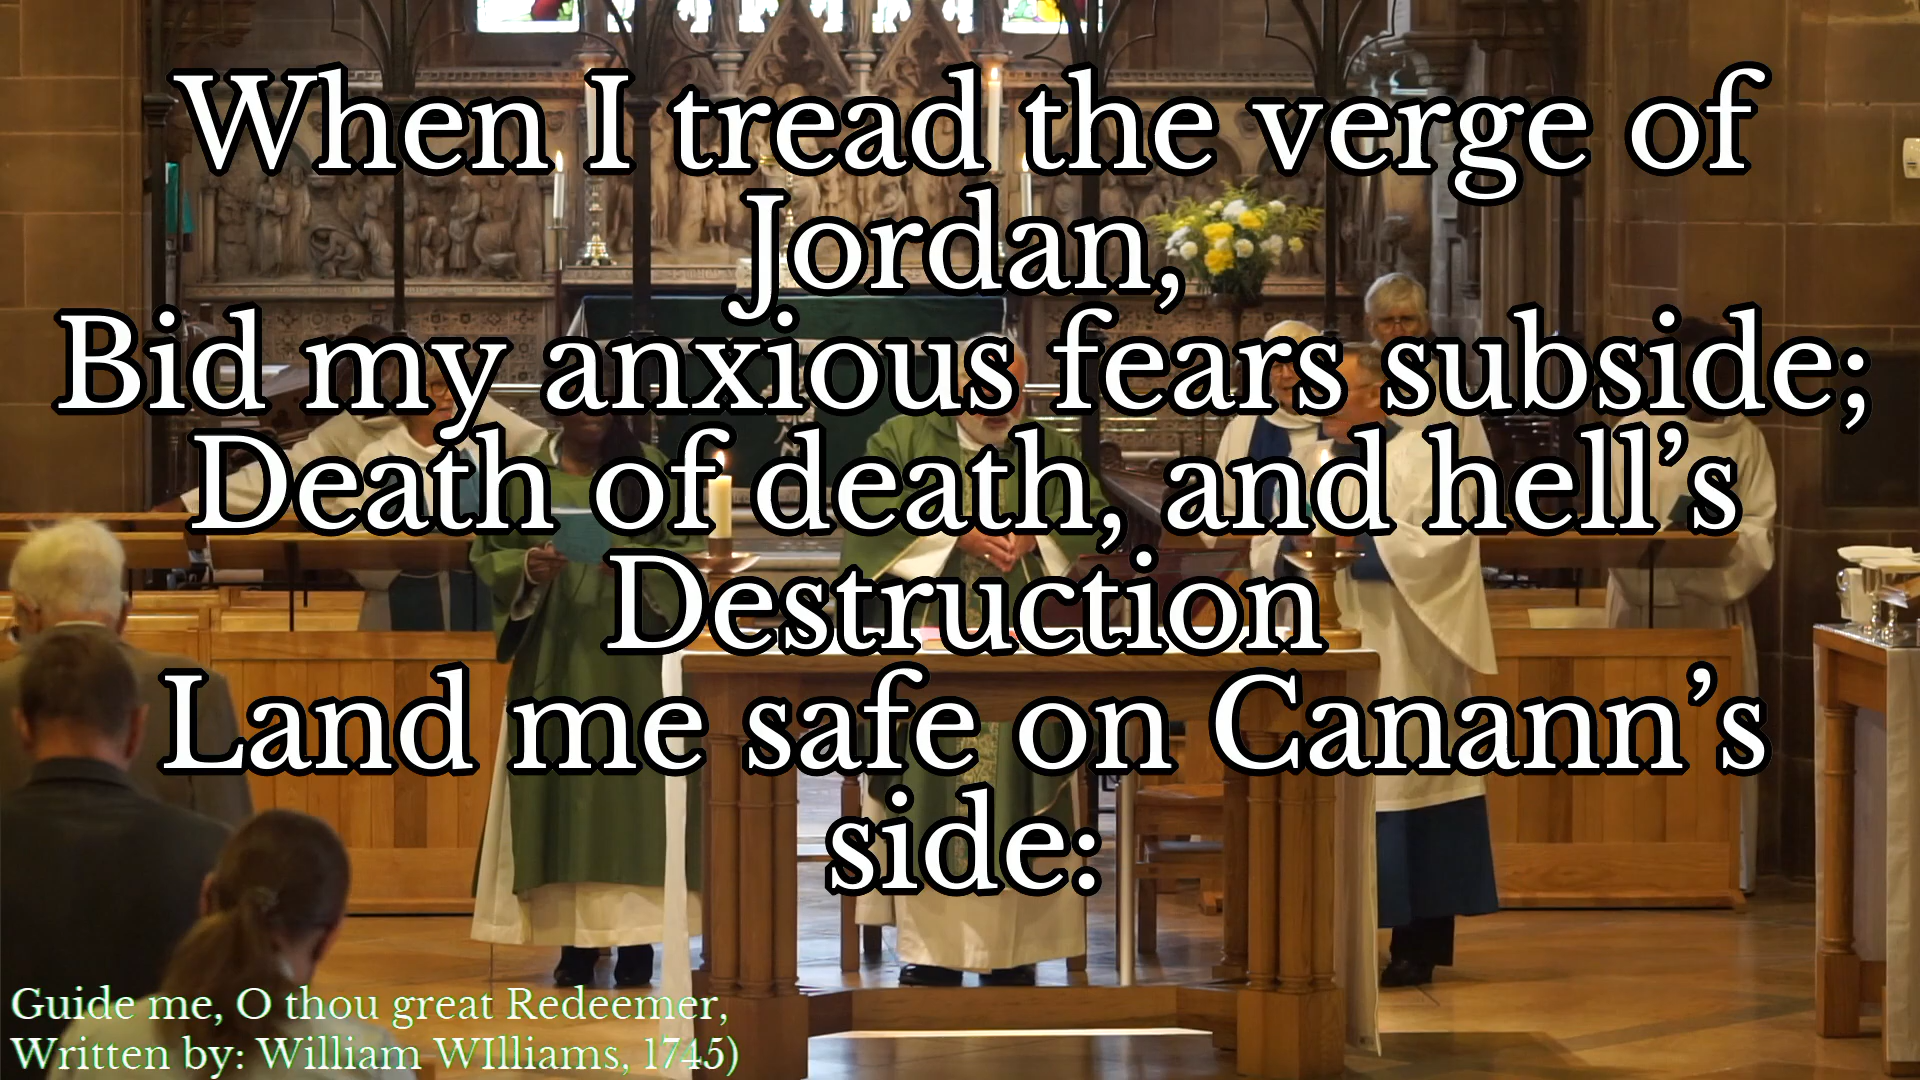 When I tread the verge of
Jordan,
Bid my anxious fears subside;
Death of death, and hell’s
Destruction
Land me safe on Canann’s
side:
Guide me, O thou great Redeemer,
Written by: William WIlliams, 1745)